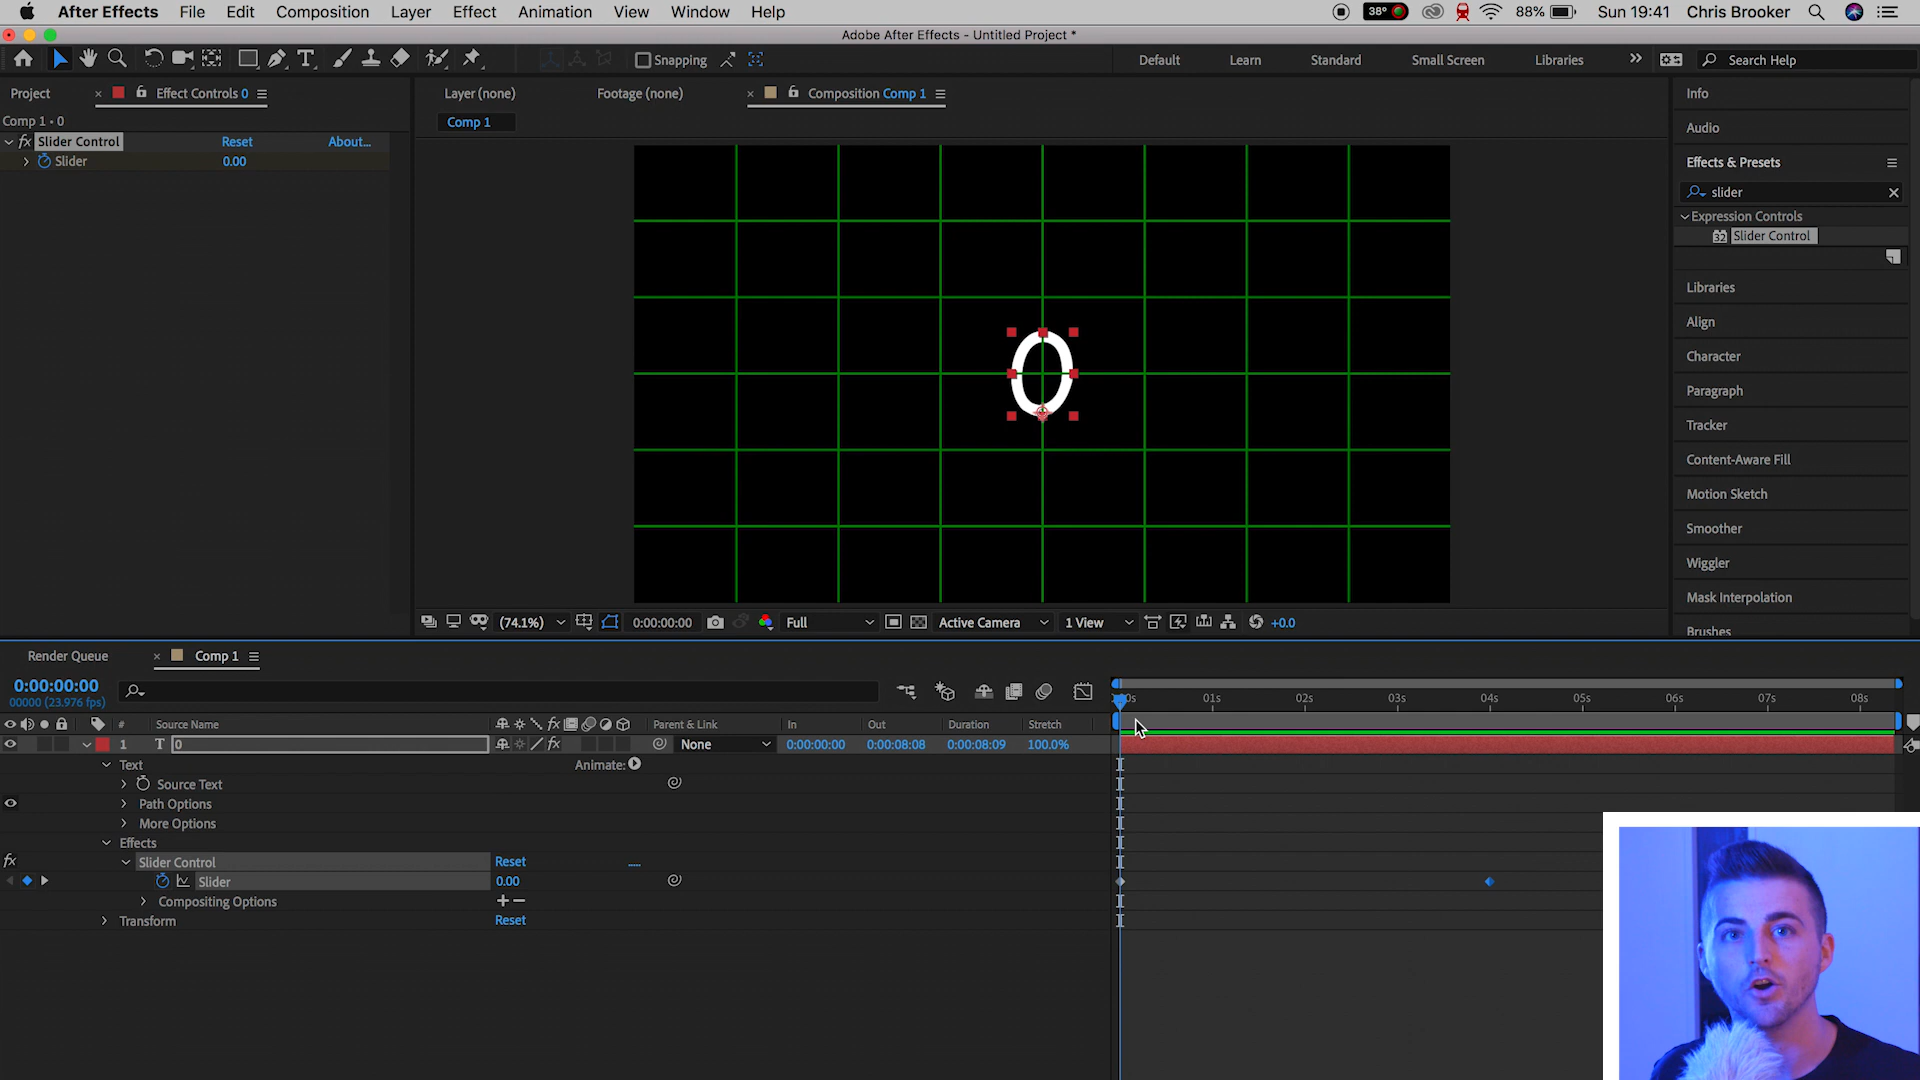 After Effects File Edit Composition Layer Effect Animation View Window Help 38° 88% Sun 19:41 Chris Brooker
Adobe After Effects - Untitled Project *
T Snapping Default Learn Standard Small Screen Libraries Search Help
Project Effect Controls 0 Layer (none) Footage (none) Composition Comp 1 Info
Comp 1 • 0 Comp 1
fx Slider Control Reset About... Audio
Slider 0.00 Effects & Presets
slider
Expression Controls
32 Slider Control
Libraries
Align
0
Character
Paragraph
Tracker
Content-Aware Fill
Motion Sketch
Smoother
Wiggler
Mask Interpolation
Brushes
(74.1%) 0:00:00:00 Full Active Camera 1 View +0.0
Render Queue Comp 1
0:00:00:00
00000 (23.976 fps)
01s 02s 03s 04s 05s 06s 07s 08s
# Source Name fx Parent & Link In Out Duration Stretch
1 T 0 fx None 0:00:00:00 0:00:08:08 0:00:08:09 100.0%
Text Animate:
Source Text
Path Options
More Options
Effects
fx Slider Control Reset .....
Slider 0.00
Compositing Options +−
Transform Reset